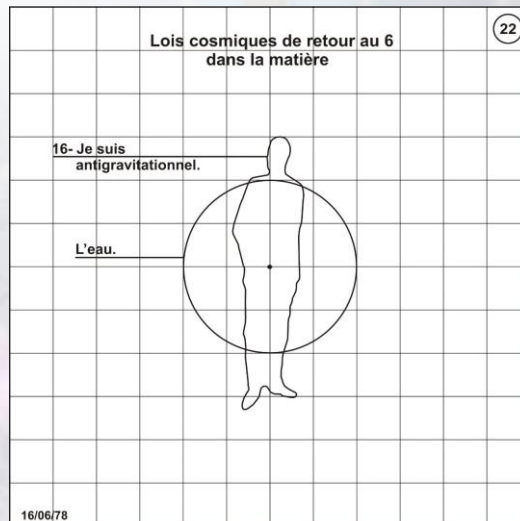 22
Lois cosmiques de retour au 6
dans la matière
16- Je suis
antigravitationnel.
L'eau.
16/06/78